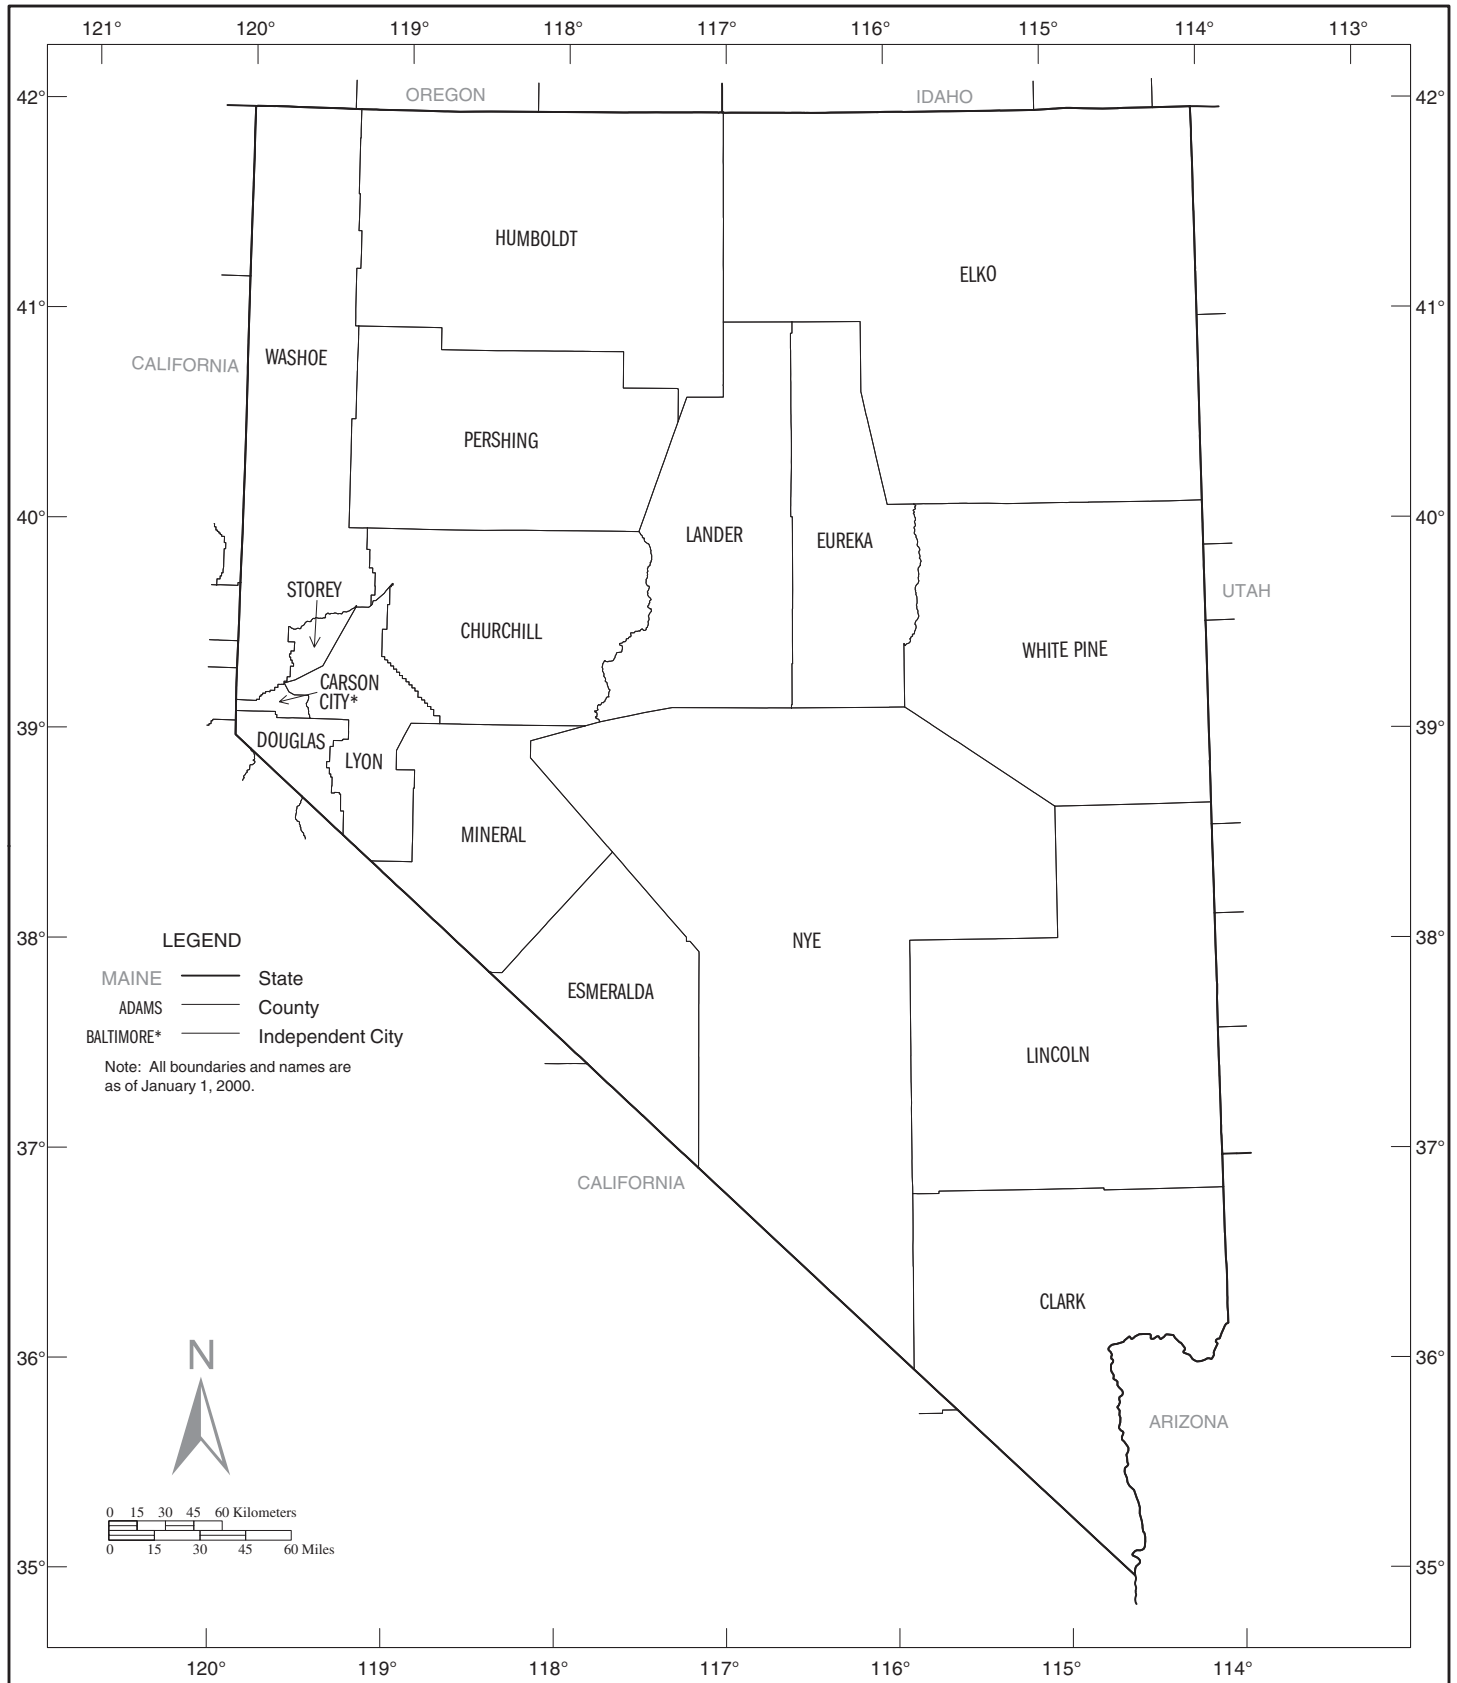 121° 120° 119° 118° 117° 116° 115° 114° 113°
42° OREGON IDAHO 42°
HUMBOLDT
ELKO
41° 41°
WASHOE
CALIFORNIA
PERSHING
40° 40°
LANDER
EUREKA
STOREY
UTAH
CHURCHILL
WHITE PINE
CARSON
CITY*
39° 39°
DOUGLAS
LYON
MINERAL
38° 38°
NYE
ESMERALDA
LEGEND
MAINE State
ADAMS County
BALTIMORE* Independent City
Note: All boundaries and names are
as of January 1, 2000.
LINCOLN
37° 37°
CALIFORNIA
CLARK
N
36° 36°
ARIZONA
0 15 30 45 60 Kilometers
0 15 30 45 60 Miles
35° 35°
120° 119° 118° 117° 116° 115° 114°